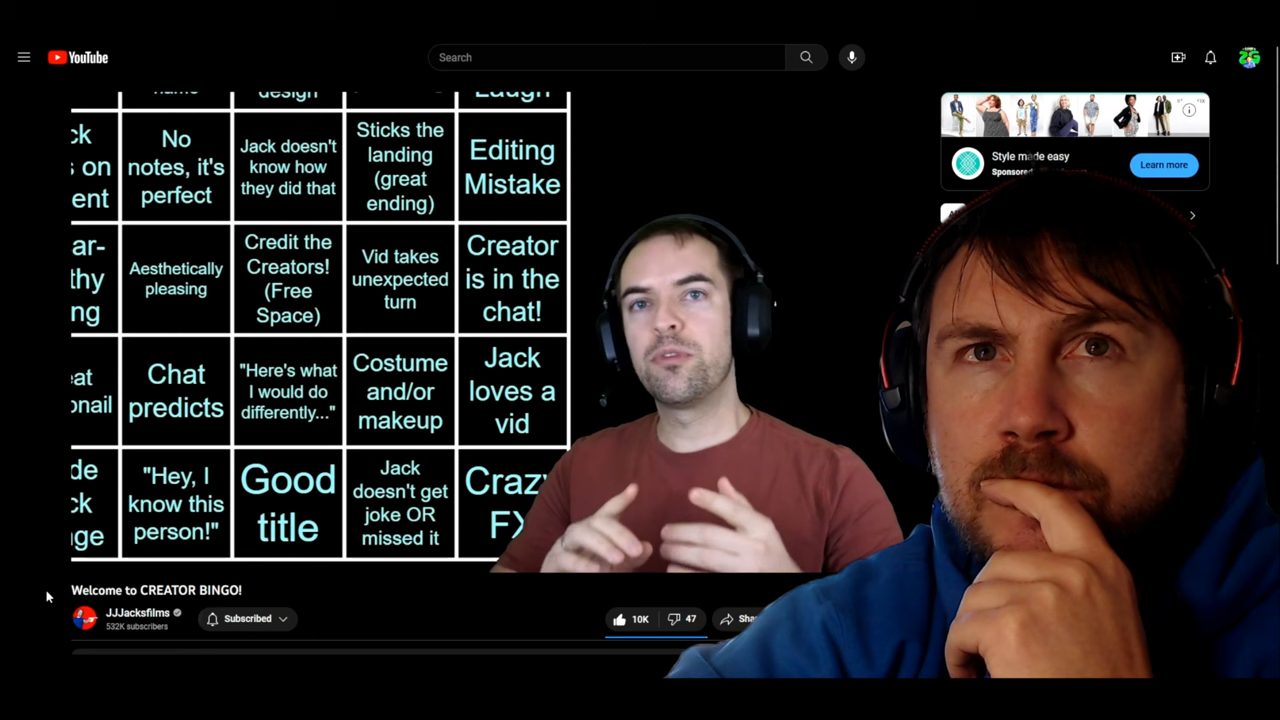 YouTube
Search
design
Laugh
No
notes, it's
perfect
Jack doesn't
know how
they did that
Sticks the
landing
(great
ending)
Editing
Mistake
Aesthetically
pleasing
Credit the
Creators!
(Free
Space)
Vid takes
unexpected
turn
Creator
is in the
chat!
Chat
predicts
"Here's what
I would do
differently..."
Costume
and/or
makeup
Jack
loves a
vid
"Hey, I
know this
person!"
Good
title
Jack
doesn't get
joke OR
missed it
Style made easy
Sponsored
Learn more
Welcome to CREATOR BINGO!
JJJacksfilms
532K subscribers
Subscribed
10K
47